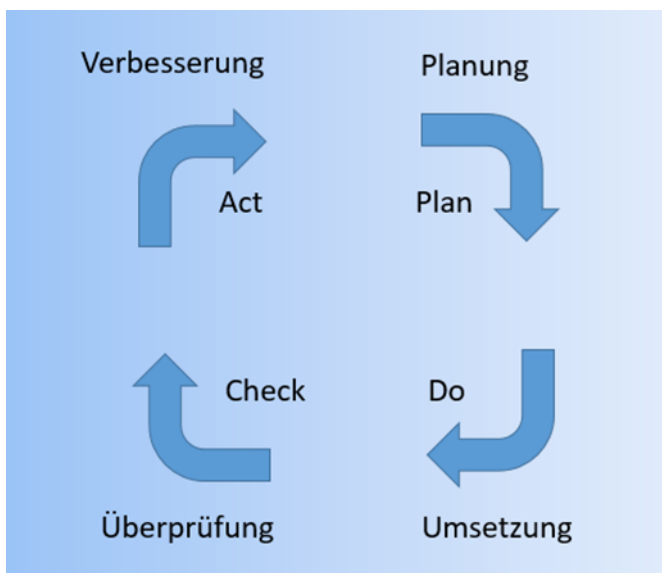 Verbesserung
Planung
Act
Plan
Check
Do
Überprüfung
Umsetzung